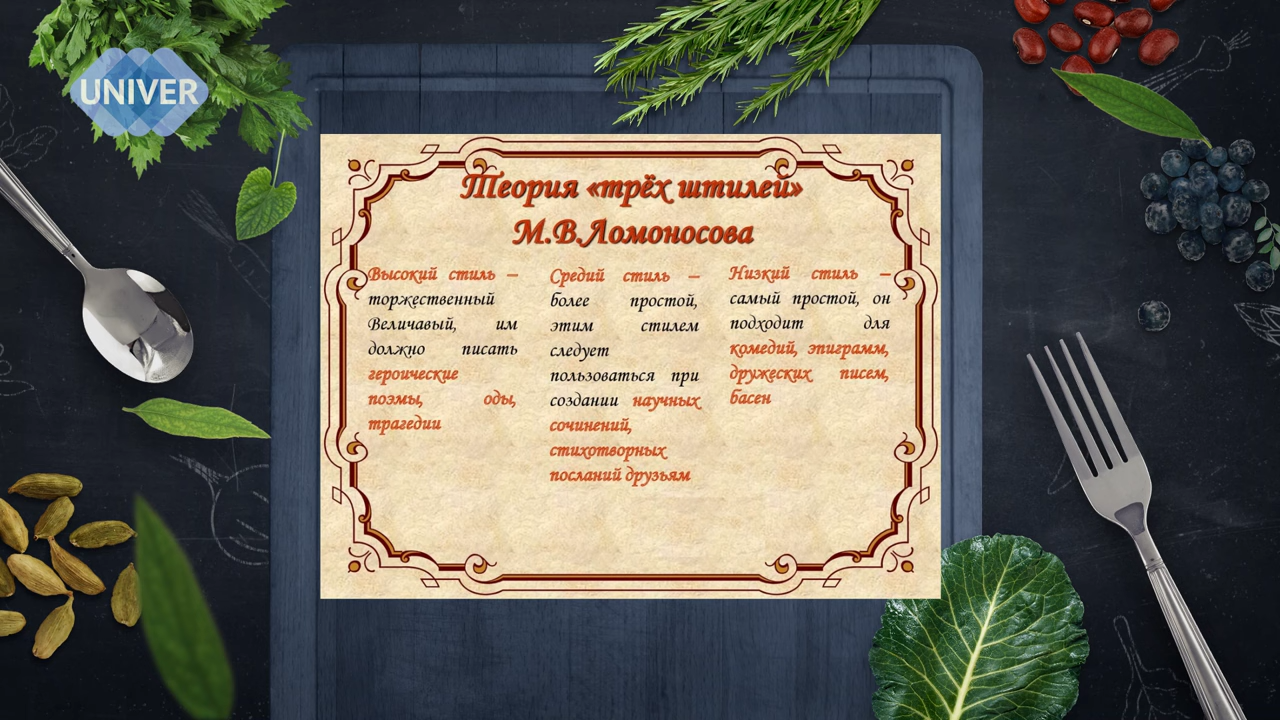 UNIVER
Теория «трёх штилей»
М.В.Ломоносова
Высокий стиль –
торжественный
Величавый, им
должно писать
героические
поэмы, оды,
трагедии
Средий стиль –
более простой,
этим стилем
следует
пользоваться при
создании научных
сочинений,
стихотворных
посланий друзьям
Низкий стиль –
самый простой, он
подходит для
комедий, эпиграмм,
дружеских писем,
басен